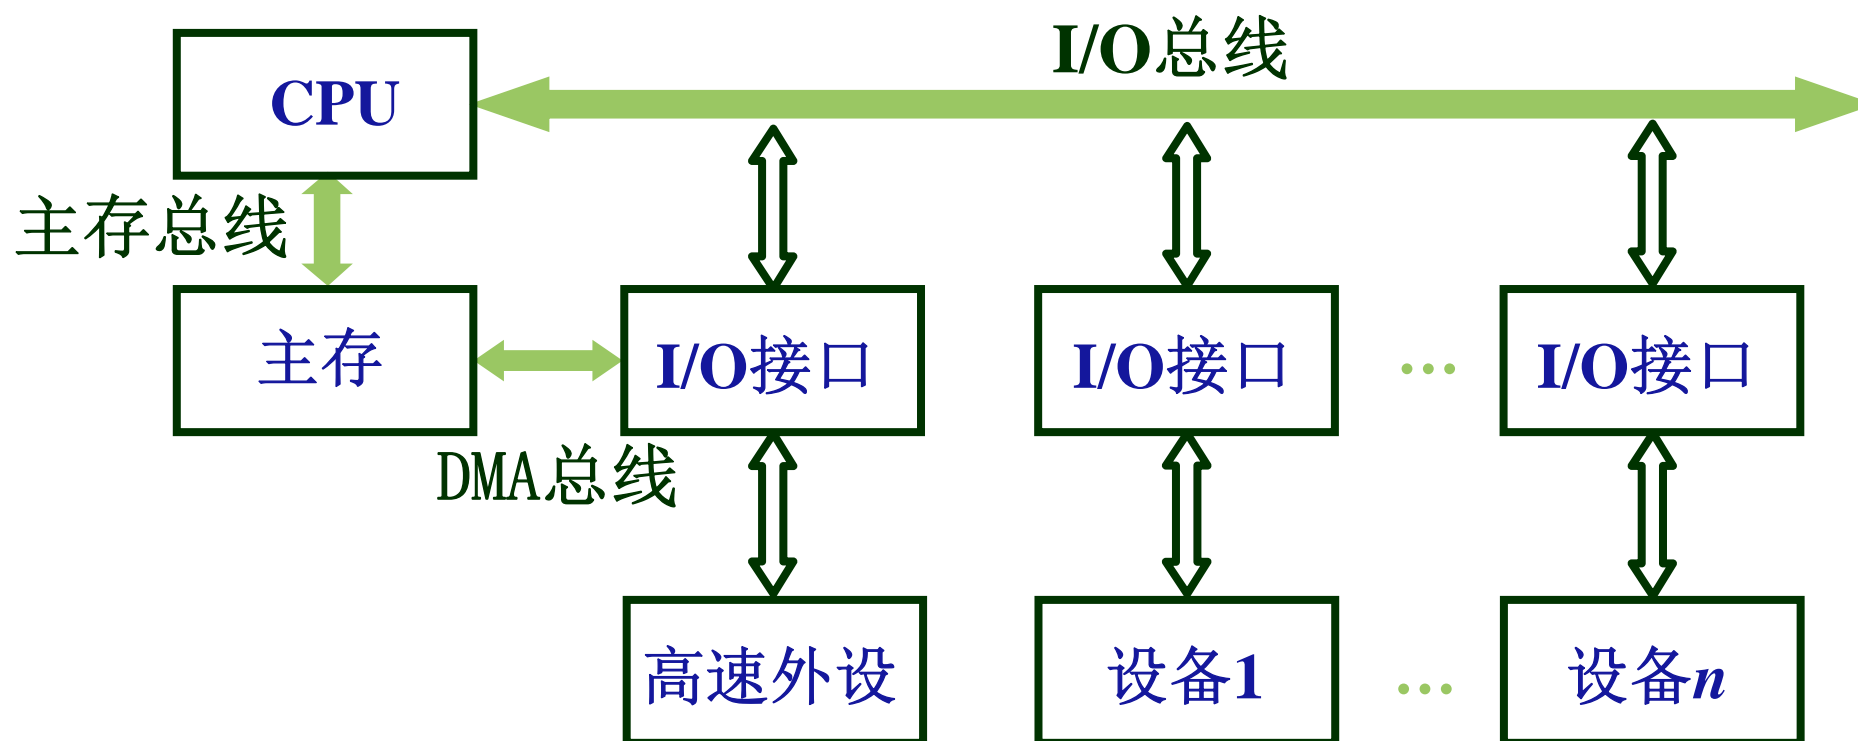 I/O总线
CPU
主存总线
主存
I/O接口
I/O接口
…
I/O接口
DMA总线
高速外设
设备1
…
设备n